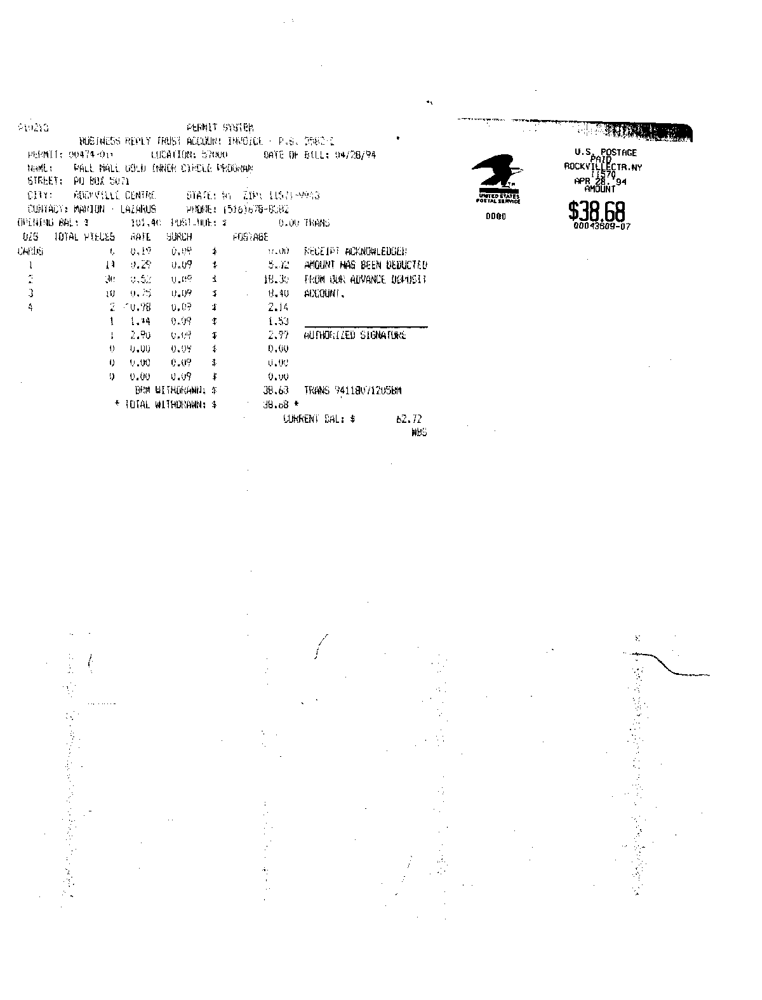 PERMIT SYSTEM
BUSINESS REPLY TRUST ACCOUNT INVOICE - P.S. 3582-C
PERMIT: 00474-011 LOCATION: 57000 DATE OF BILL: 04/28/94
NAME: PALL MALL GOLD INNER CIRCLE PROGRAM
STREET: PO BOX 5071
CITY: ROCKVILLE CENTRE STATE: NY ZIP: 11571-9943
CONTACT: MANION - LAZARUS PHONE: (516)678-8382
OPENING BAL: $ 101.40 POST-DUE: $ 0.00 TRANS
OZS TOTAL PIECES RATE SURCH POSTAGE
CARDS 0 0.19 0.09 $ 0.00 RECEIPT ACKNOWLEDGED
1 14 0.29 0.09 $ 5.32 AMOUNT HAS BEEN DEDUCTED
2 30 0.52 0.09 $ 18.30 FROM OUR ADVANCE DEPOSIT
3 10 0.75 0.09 $ 8.40 ACCOUNT.
4 2 0.98 0.09 $ 2.14
1 1.44 0.09 $ 1.53
1 2.90 0.09 $ 2.99 AUTHORIZED SIGNATURE
0 0.00 0.09 $ 0.00
0 0.00 0.09 $ 0.00
0 0.00 0.09 $ 0.00
BRM WITHDRAWN: $ 38.68 TRANS 9411807120SBM
* TOTAL WITHDRAWN: $ 38.68 *
CURRENT BAL: $ 62.72
WBS
U.S. POSTAGE
PAID
ROCKVILLECTR.NY
11570
APR 28, '94
AMOUNT
$38.68
00043609-07
UNITED STATES
POSTAL SERVICE
0000